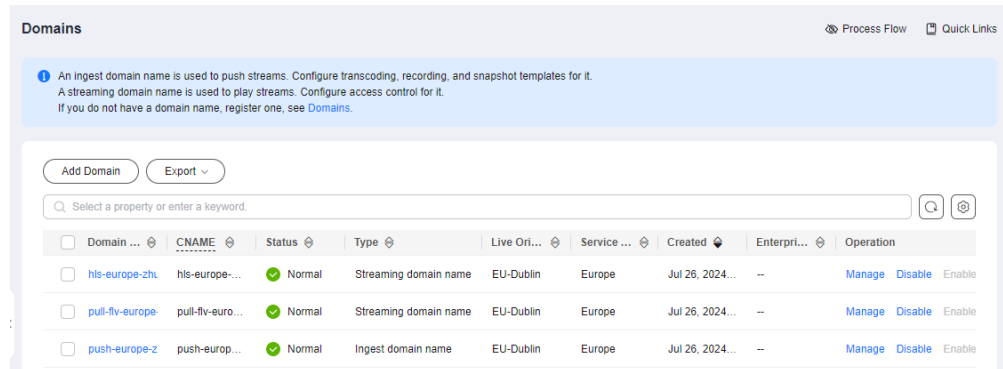 Domains
Process Flow Quick Links
An ingest domain name is used to push streams. Configure transcoding, recording, and snapshot templates for it.
A streaming domain name is used to play streams. Configure access control for it.
If you do not have a domain name, register one, see Domains.
Add Domain Export
Select a property or enter a keyword.
Domain ... CNAME Status Type Live Ori... Service ... Created Enterpri... Operation
hls-europe-zhu hls-europe-... Normal Streaming domain name EU-Dublin Europe Jul 26, 2024... -- Manage Disable Enable
pull-flv-europe- pull-flv-euro... Normal Streaming domain name EU-Dublin Europe Jul 26, 2024... -- Manage Disable Enable
push-europe-z push-europ... Normal Ingest domain name EU-Dublin Europe Jul 26, 2024... -- Manage Disable Enable